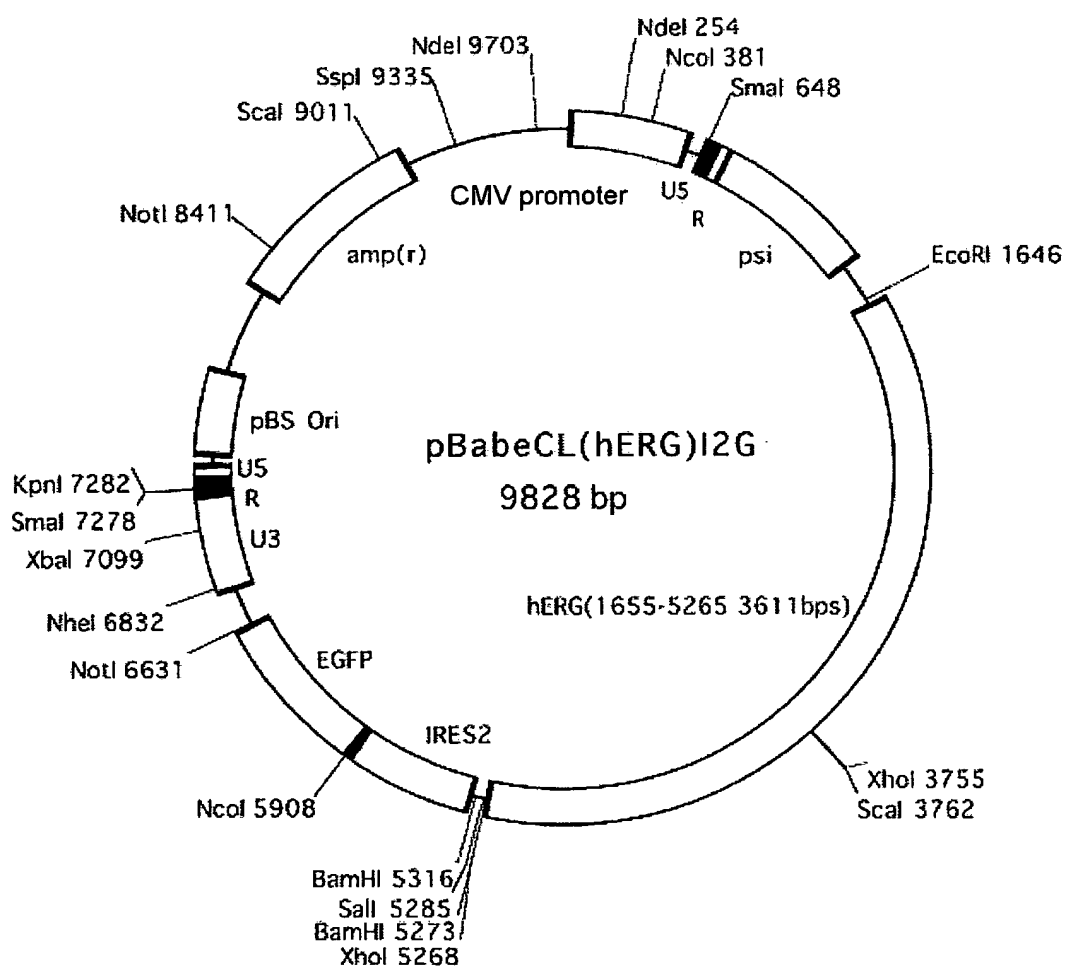 NdeI 254
NdeI 9703
NcoI 381
SspI 9335
SmaI 648
ScaI 9011
CMV promoter
U5
NotI 8411
R
amp(r)
psi
EcoRI 1646
pBS Ori
pBabeCL(hERG)I2G
U5
KpnI 7282
R
9828 bp
SmaI 7278
U3
XbaI 7099
hERG(1655-5265 3611bps)
NheI 6832
EGFP
NotI 6631
IRES2
XhoI 3755
NcoI 5908
ScaI 3762
BamHI 5316
SalI 5285
BamHI 5273
XhoI 5268